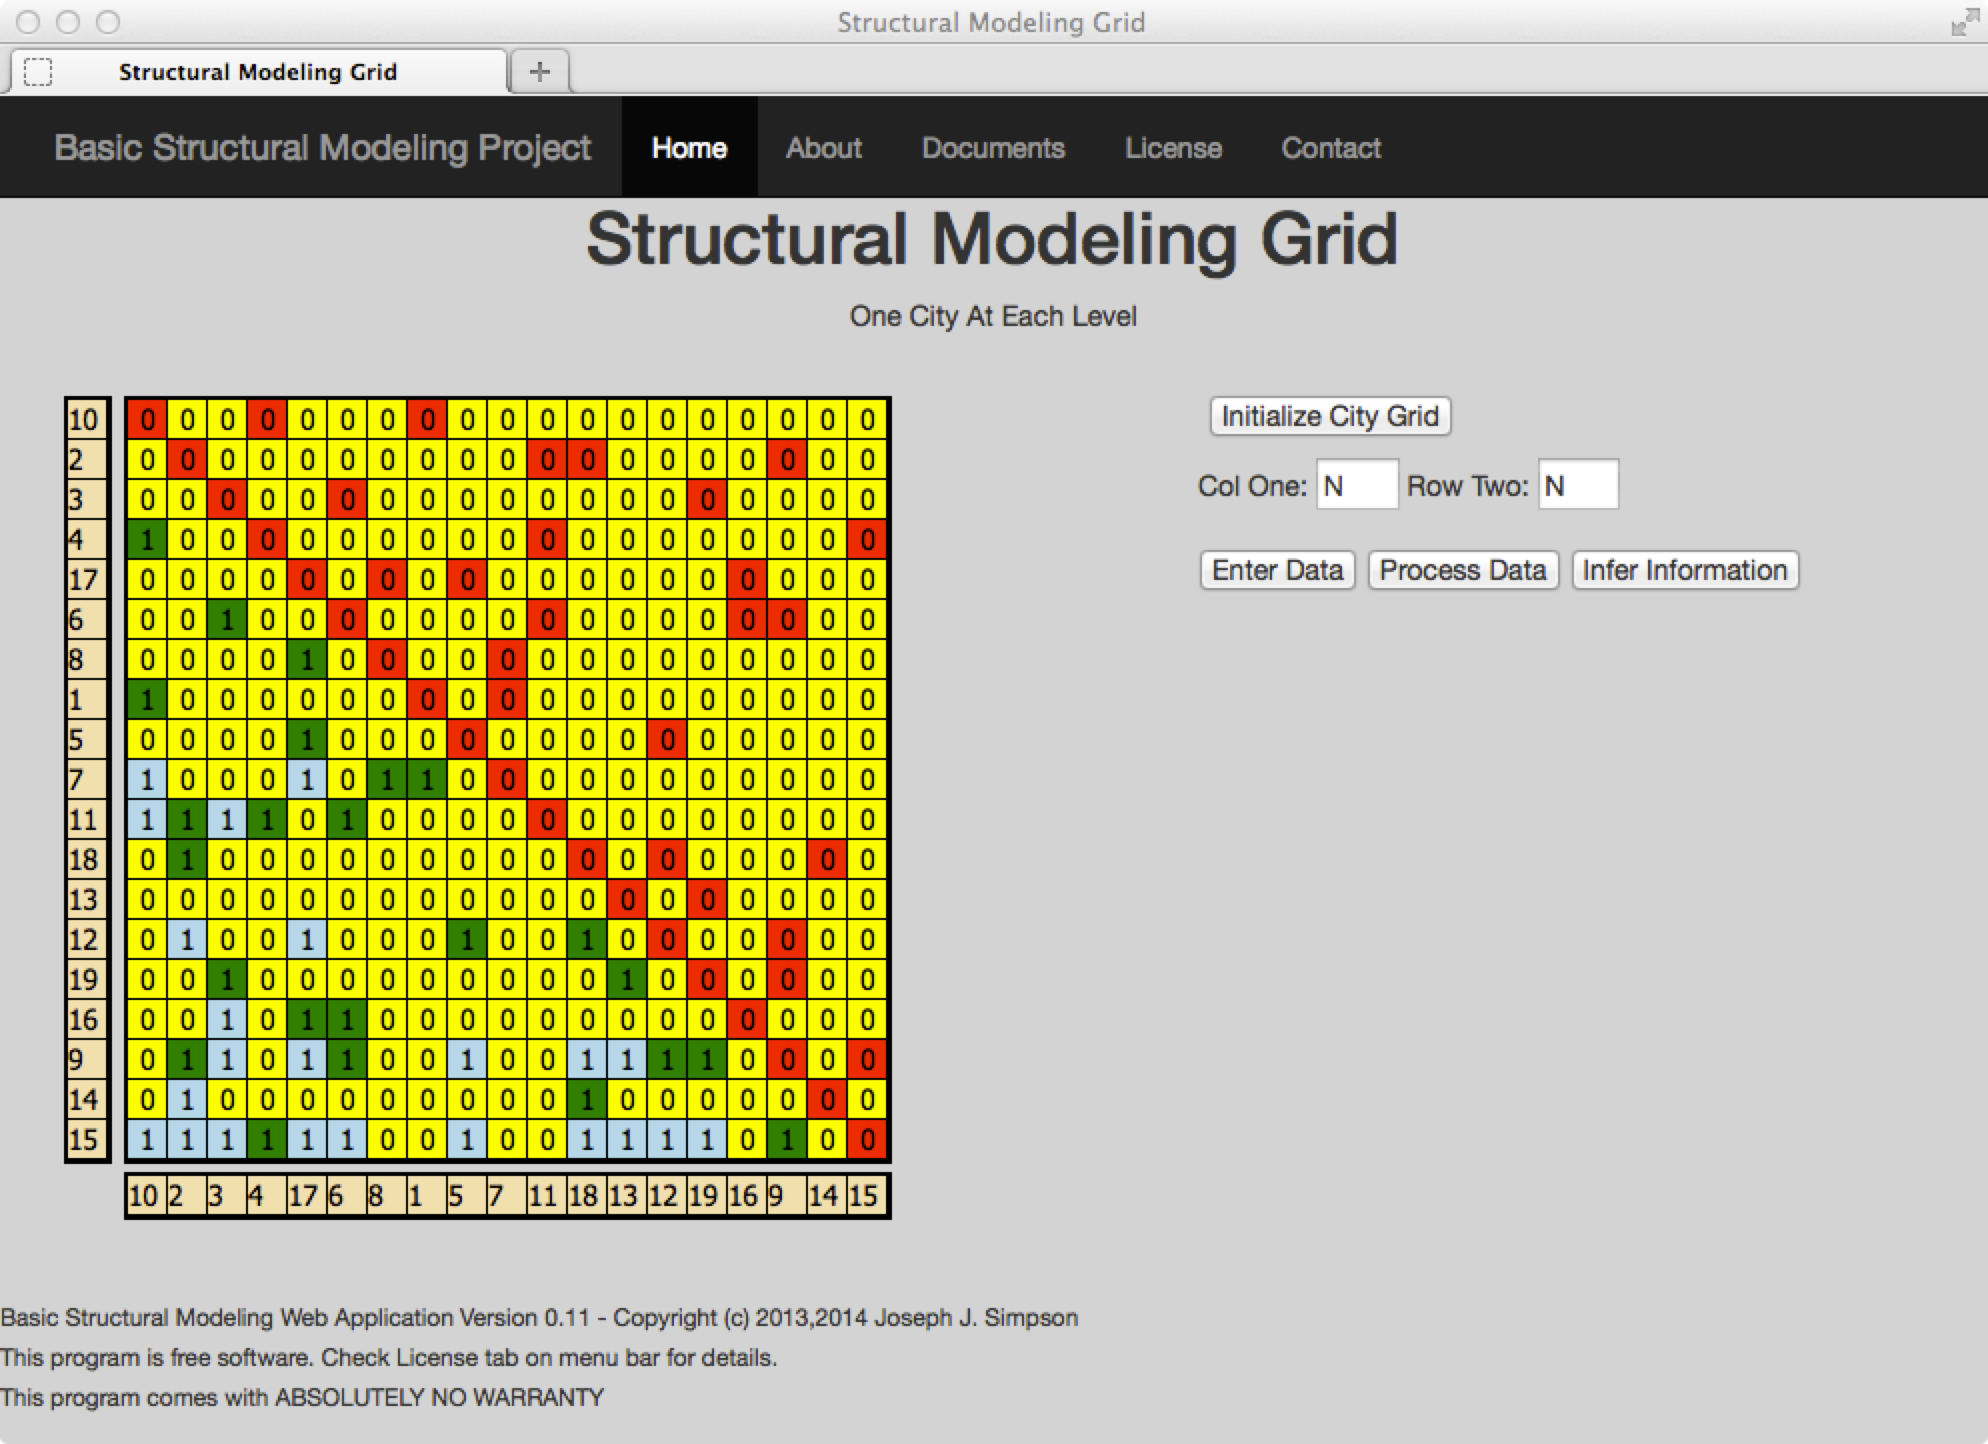 Structural Modeling Grid
Structural Modeling Grid
Basic Structural Modeling Project Home About Documents License Contact
Structural Modeling Grid
One City At Each Level
10 0 0 0 0 0 0 0 0 0 0 0 0 0 0 0 0 0 0 0
Initialize City Grid
2 0 0 0 0 0 0 0 0 0 0 0 0 0 0 0 0 0 0 0
Col One: N Row Two: N
3 0 0 0 0 0 0 0 0 0 0 0 0 0 0 0 0 0 0 0
4 1 0 0 0 0 0 0 0 0 0 0 0 0 0 0 0 0 0 0
17 0 0 0 0 0 0 0 0 0 0 0 0 0 0 0 0 0 0 0
Enter Data Process Data Infer Information
6 0 0 1 0 0 0 0 0 0 0 0 0 0 0 0 0 0 0 0
8 0 0 0 0 1 0 0 0 0 0 0 0 0 0 0 0 0 0 0
1 1 0 0 0 0 0 0 0 0 0 0 0 0 0 0 0 0 0 0
5 0 0 0 0 1 0 0 0 0 0 0 0 0 0 0 0 0 0 0
7 1 0 0 0 1 0 1 1 0 0 0 0 0 0 0 0 0 0 0
11 1 1 1 1 0 1 0 0 0 0 0 0 0 0 0 0 0 0 0
18 0 1 0 0 0 0 0 0 0 0 0 0 0 0 0 0 0 0 0
13 0 0 0 0 0 0 0 0 0 0 0 0 0 0 0 0 0 0 0
12 0 1 0 0 1 0 0 0 1 0 0 1 0 0 0 0 0 0 0
19 0 0 1 0 0 0 0 0 0 0 0 0 1 0 0 0 0 0 0
16 0 0 1 0 1 1 0 0 0 0 0 0 0 0 0 0 0 0 0
9 0 1 1 0 1 1 0 0 1 0 0 1 1 1 1 0 0 0 0
14 0 1 0 0 0 0 0 0 0 0 0 1 0 0 0 0 0 0 0
15 1 1 1 1 1 1 0 0 1 0 0 1 1 1 1 0 1 0 0
10 2 3 4 17 6 8 1 5 7 11 18 13 12 19 16 9 14 15
Basic Structural Modeling Web Application Version 0.11 - Copyright (c) 2013,2014 Joseph J. Simpson
This program is free software. Check License tab on menu bar for details.
This program comes with ABSOLUTELY NO WARRANTY